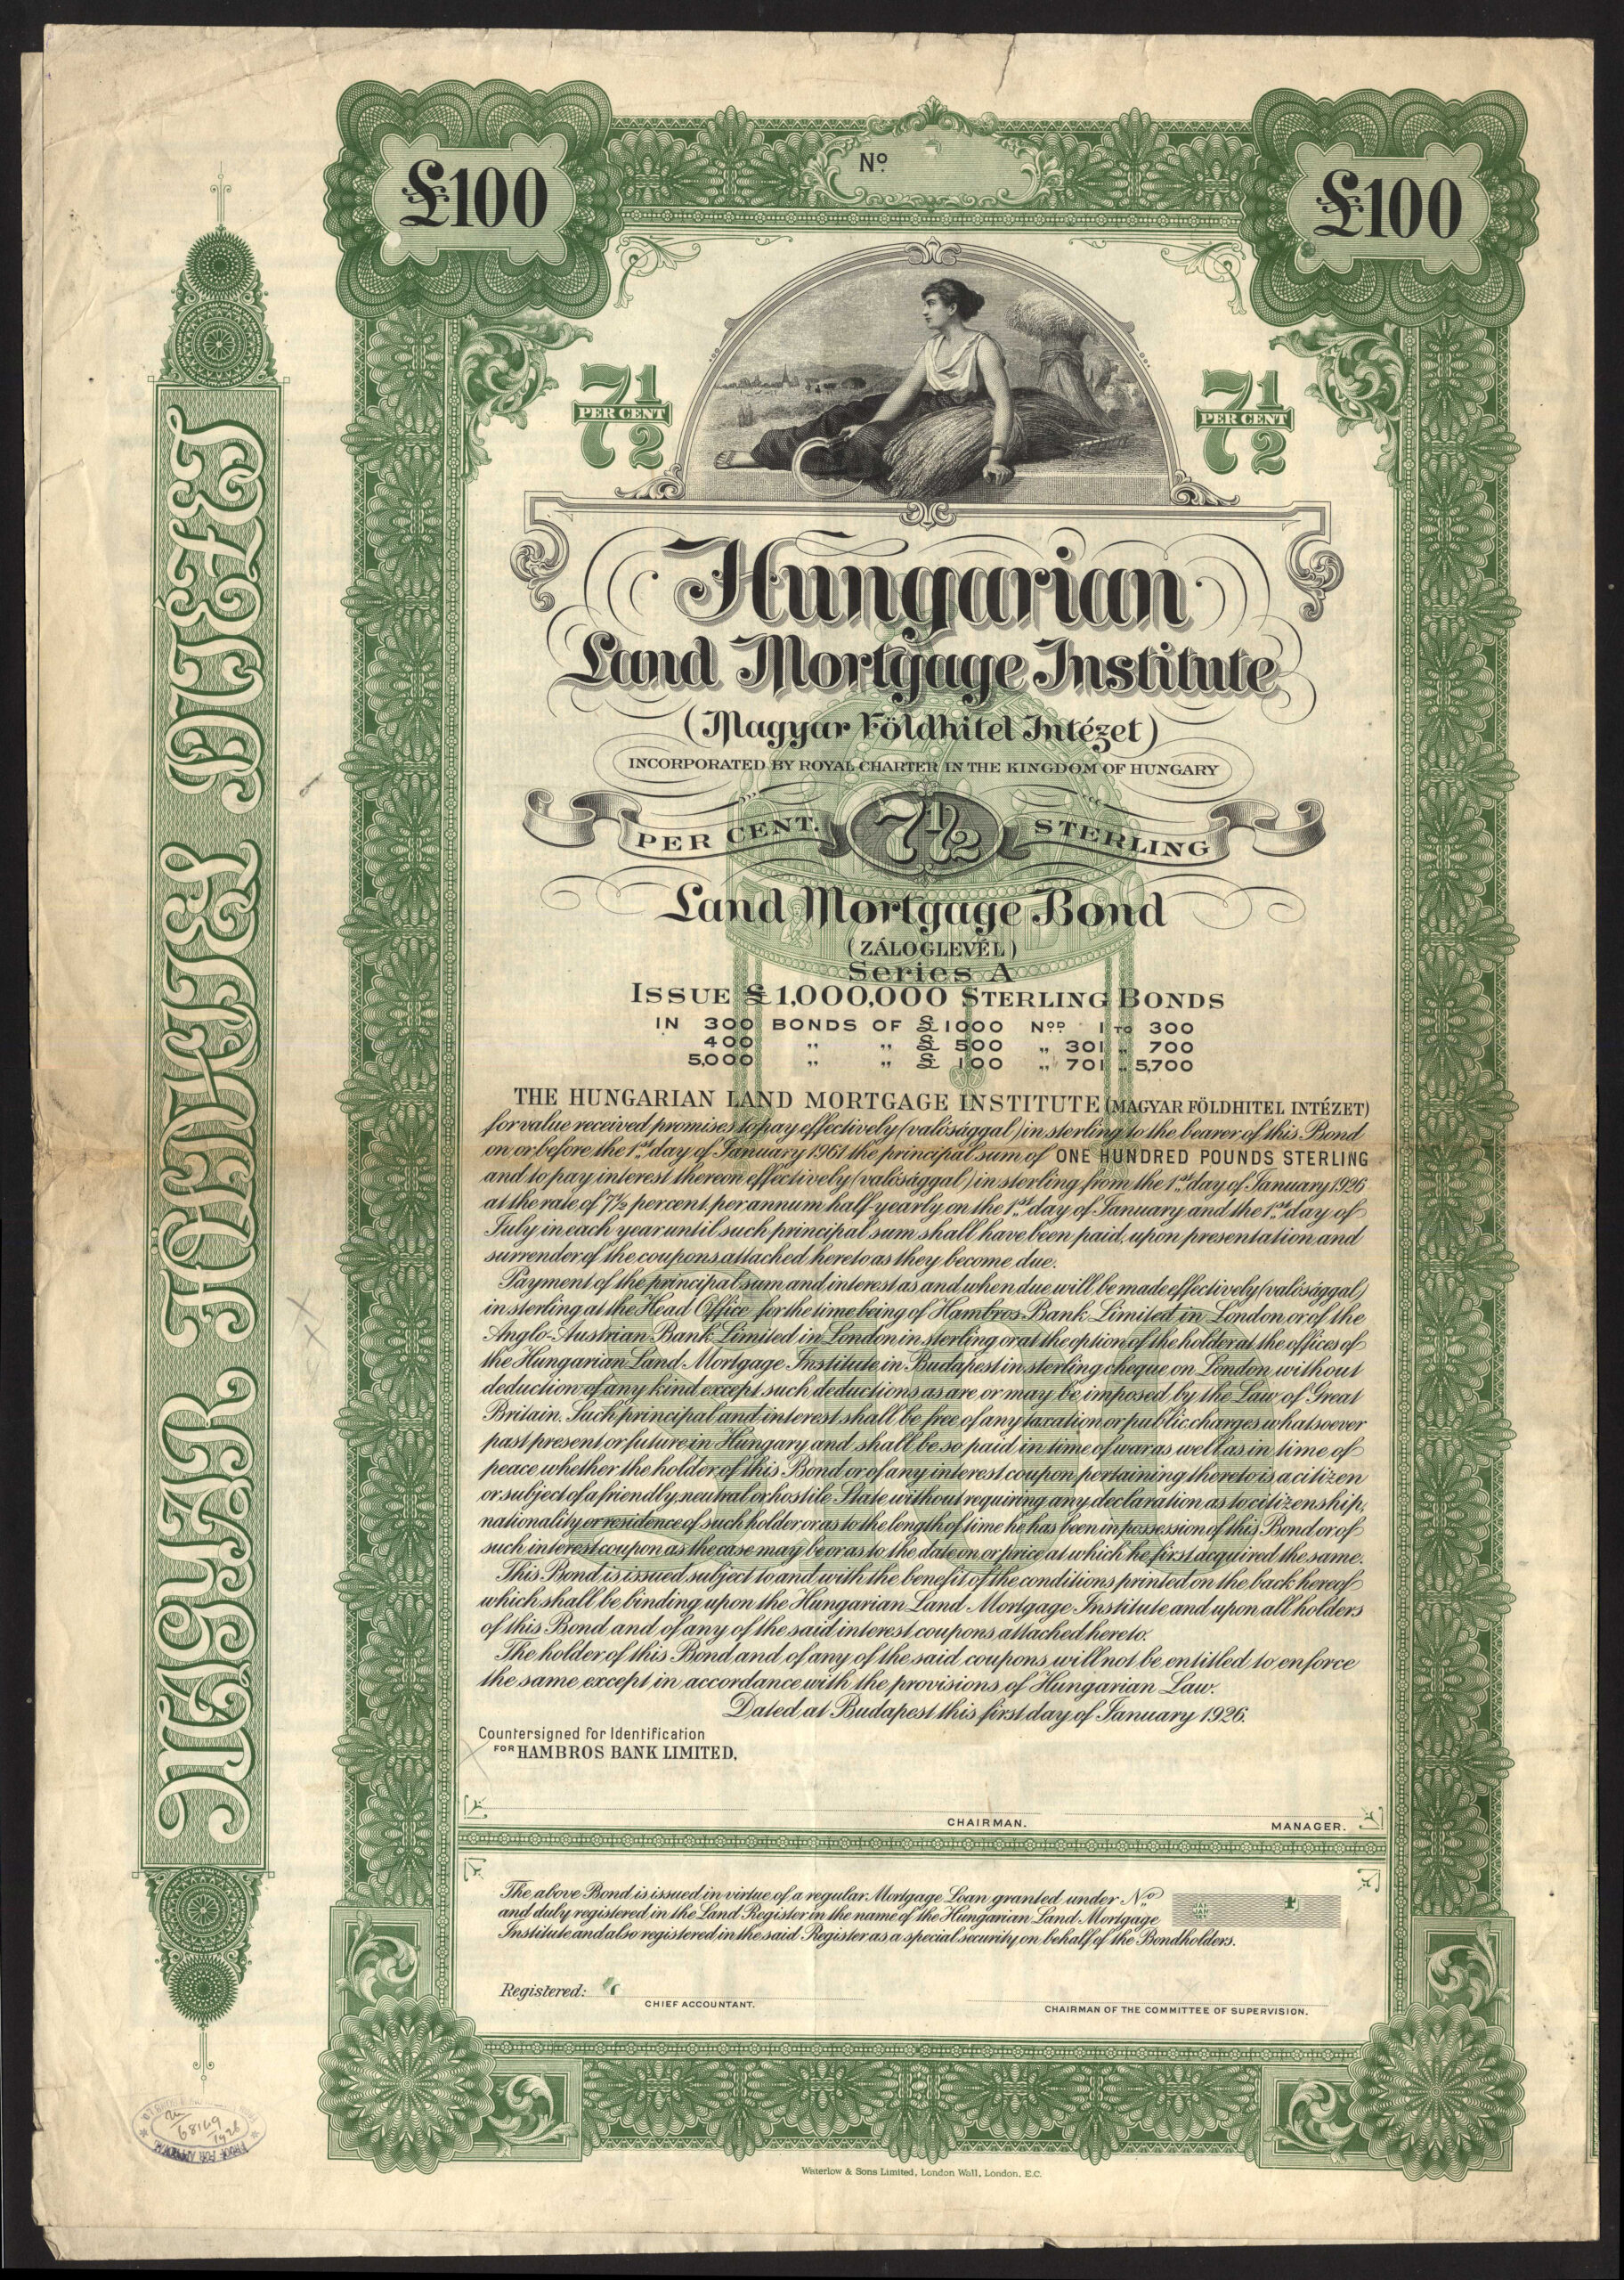 £100
Nº
£100
7½
PER CENT
7½
PER CENT
MAGYAR FÖLDHITEL INTÉZET
Hungarian
Land Mortgage Institute
(Magyar Földhitel Intézet)
INCORPORATED BY ROYAL CHARTER IN THE KINGDOM OF HUNGARY
PER CENT. 7½ STERLING
Land Mortgage Bond
(ZÁLOGLEVÉL)
Series A
ISSUE £1,000,000 STERLING BONDS
IN 300 BONDS OF £1000 Nos. 1 TO 300
400 " " £ 500 " 301 " 700
5,000 " " £ 100 " 701 " 5,700
THE HUNGARIAN LAND MORTGAGE INSTITUTE (MAGYAR FÖLDHITEL INTÉZET)
for value received promises to pay effectively (valósággal) in sterling to the bearer of this Bond
on or before the 1st day of January 1961 the principal sum of ONE HUNDRED POUNDS STERLING
and to pay interest thereon effectively (valósággal) in sterling from the 1st day of January 1926
at the rate of 7½ per cent per annum half-yearly on the 1st day of January and the 1st day of
July in each year until such principal sum shall have been paid, upon presentation and
surrender of the coupons attached hereto as they become due.
Payment of the principal sum and interest as and when due will be made effectively (valósággal)
in sterling at the Head Office for the time being of Hambros Bank Limited in London or of the
Anglo-Austrian Bank Limited in London in sterling or at the option of the holder at the offices of
the Hungarian Land Mortgage Institute in Budapest in sterling cheque on London without
deduction of any kind except such deductions as are or may be imposed by the Law of Great
Britain. Such principal and interest shall be free of any taxation or public charges whatsoever
past present or future in Hungary and shall be so paid in time of war as well as in time of
peace whether the holder of this Bond or of any interest coupon pertaining thereto is a citizen
or subject of a friendly, neutral or hostile State without requiring any declaration as to citizenship,
nationality or residence of such holder or as to the length of time he has been in possession of this Bond or of
such interest coupon as the case may be or as to the date on or price at which he first acquired the same.
This Bond is issued subject to and with the benefit of the conditions printed on the back hereof
which shall be binding upon the Hungarian Land Mortgage Institute and upon all holders
of this Bond and of any of the said interest coupons attached hereto.
The holder of this Bond and of any of the said coupons will not be entitled to enforce
the same except in accordance with the provisions of Hungarian Law.
Dated at Budapest this first day of January 1926.
Countersigned for Identification
FOR HAMBROS BANK LIMITED.
CHAIRMAN.
MANAGER.
The above Bond is issued in virtue of a regular Mortgage Loan granted under No
and duly registered in the Land Register in the name of the Hungarian Land Mortgage
Institute and also registered in the said Register as a special security on behalf of the Bondholders.
Registered:
CHIEF ACCOUNTANT.
CHAIRMAN OF THE COMMITTEE OF SUPERVISION.
68169
1926
PROOF FOR APPROVAL
Waterlow & Sons Limited, London Wall, London, E.C.